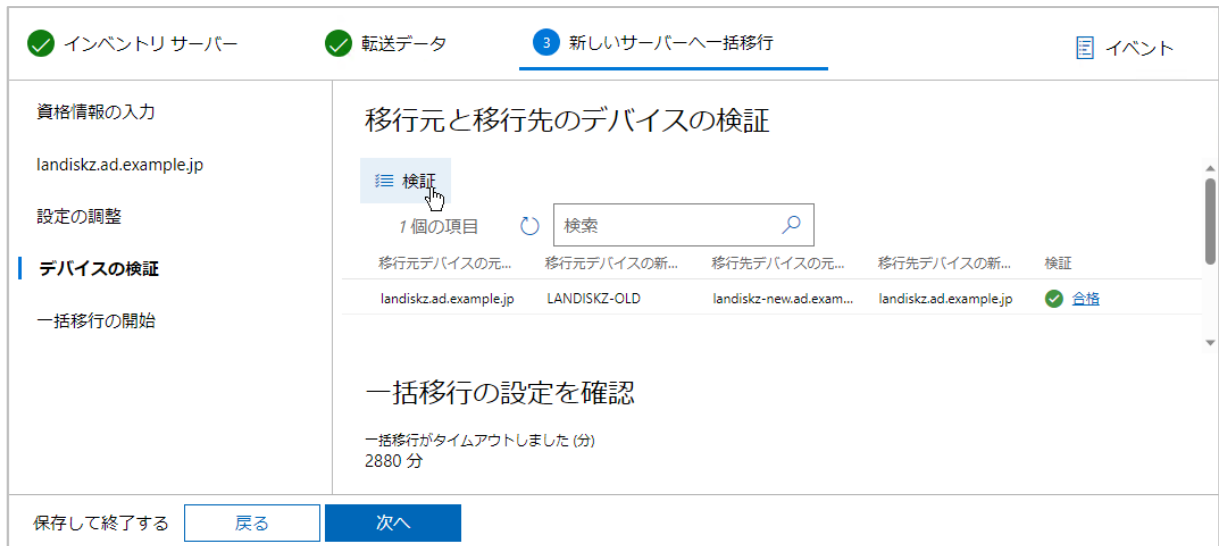 インベントリ サーバー
転送データ
3 新しいサーバーへ一括移行
イベント
資格情報の入力
landiskz.ad.example.jp
設定の調整
デバイスの検証
一括移行の開始
移行元と移行先のデバイスの検証
検証
1 個の項目
検索
移行元デバイスの元... 移行元デバイスの新... 移行先デバイスの元... 移行先デバイスの新... 検証
landiskz.ad.example.jp LANDISKZ-OLD landiskz-new.ad.exam... landiskz.ad.example.jp 合格
一括移行の設定を確認
一括移行がタイムアウトしました (分)
2880 分
保存して終了する 戻る 次へ